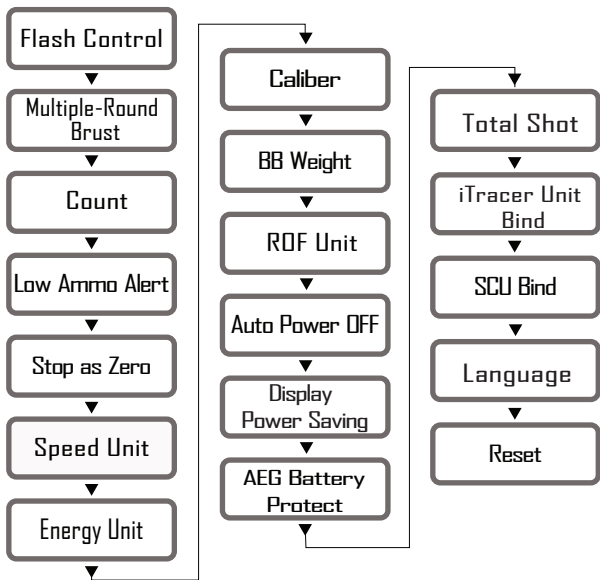 Flash Control
Multiple-Round
Brust
Count
Low Ammo Alert
Stop as Zero
Speed Unit
Energy Unit
Caliber
BB Weight
ROF Unit
Auto Power OFF
Display
Power Saving
AEG Battery
Protect
Total Shot
iTracer Unit
Bind
SCU Bind
Language
Reset